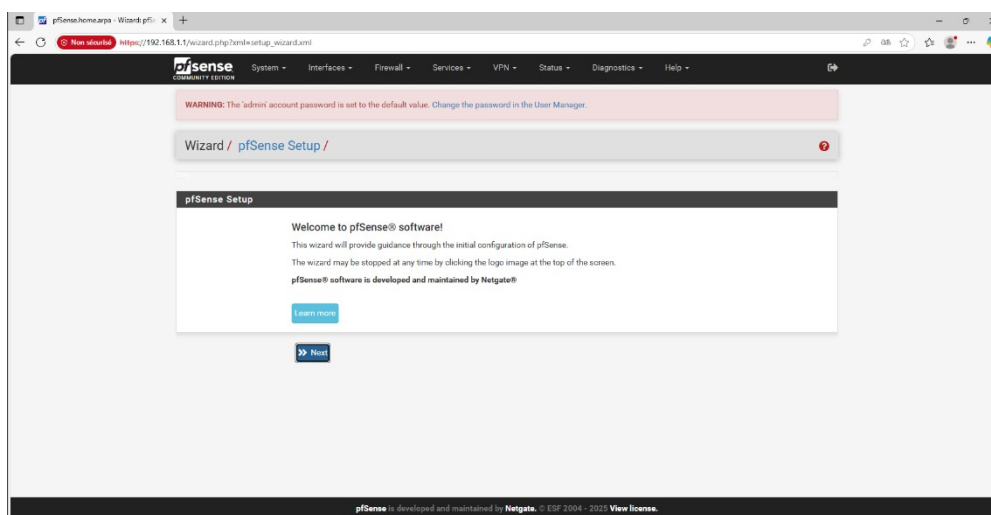 pfSense.home.arpa - Wizard: pfSe
Non sécurisé https://192.168.1.1/wizard.php?xml=setup_wizard.xml
pfsense System Interfaces Firewall Services VPN Status Diagnostics Help
COMMUNITY EDITION
WARNING: The 'admin' account password is set to the default value. Change the password in the User Manager.
Wizard / pfSense Setup /
pfSense Setup
Welcome to pfSense® software!
This wizard will provide guidance through the initial configuration of pfSense.
The wizard may be stopped at any time by clicking the logo image at the top of the screen.
pfSense® software is developed and maintained by Netgate®
Learn more
Next
pfSense is developed and maintained by Netgate. © ESF 2004 - 2025 View license.